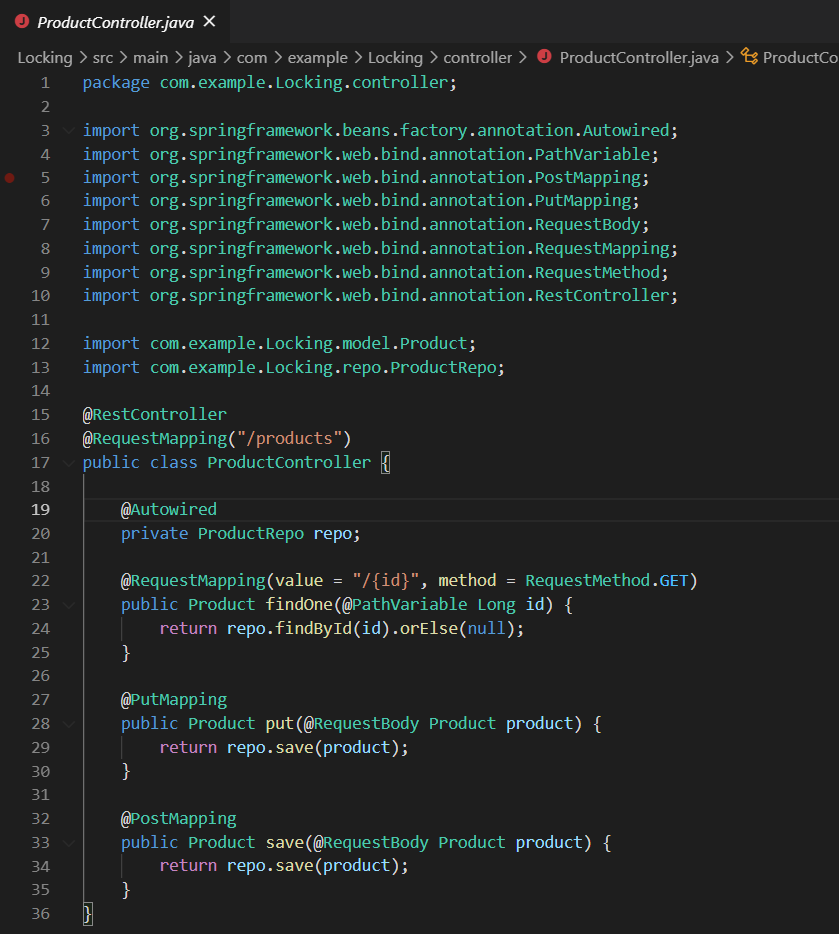 ProductController.java ×
Locking > src > main > java > com > example > Locking > controller > J ProductController.java > ProductCo
1 package com.example.Locking.controller;
2
3 import org.springframework.beans.factory.annotation.Autowired;
4 import org.springframework.web.bind.annotation.PathVariable;
5 import org.springframework.web.bind.annotation.PostMapping;
6 import org.springframework.web.bind.annotation.PutMapping;
7 import org.springframework.web.bind.annotation.RequestBody;
8 import org.springframework.web.bind.annotation.RequestMapping;
9 import org.springframework.web.bind.annotation.RequestMethod;
10 import org.springframework.web.bind.annotation.RestController;
11
12 import com.example.Locking.model.Product;
13 import com.example.Locking.repo.ProductRepo;
14
15 @RestController
16 @RequestMapping("/products")
17 public class ProductController {
18
19     @Autowired
20     private ProductRepo repo;
21
22     @RequestMapping(value = "/{id}", method = RequestMethod.GET)
23     public Product findOne(@PathVariable Long id) {
24         return repo.findById(id).orElse(null);
25     }
26
27     @PutMapping
28     public Product put(@RequestBody Product product) {
29         return repo.save(product);
30     }
31
32     @PostMapping
33     public Product save(@RequestBody Product product) {
34         return repo.save(product);
35     }
36 }